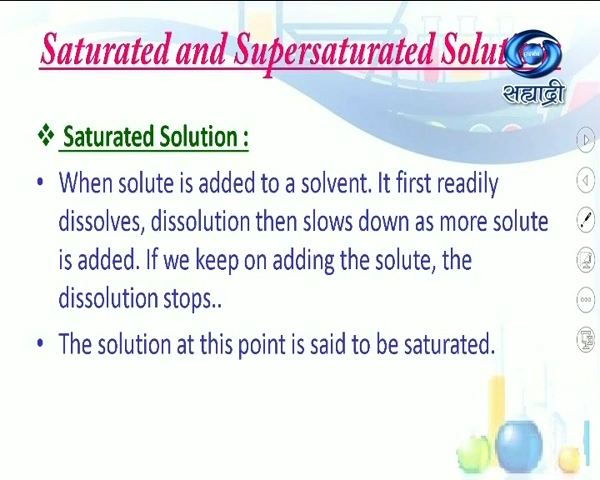 Saturated and Supersaturated Solut
सह्याद्री
❖ Saturated Solution :
• When solute is added to a solvent. It first readily
dissolves, dissolution then slows down as more solute
is added. If we keep on adding the solute, the
dissolution stops..
• The solution at this point is said to be saturated.